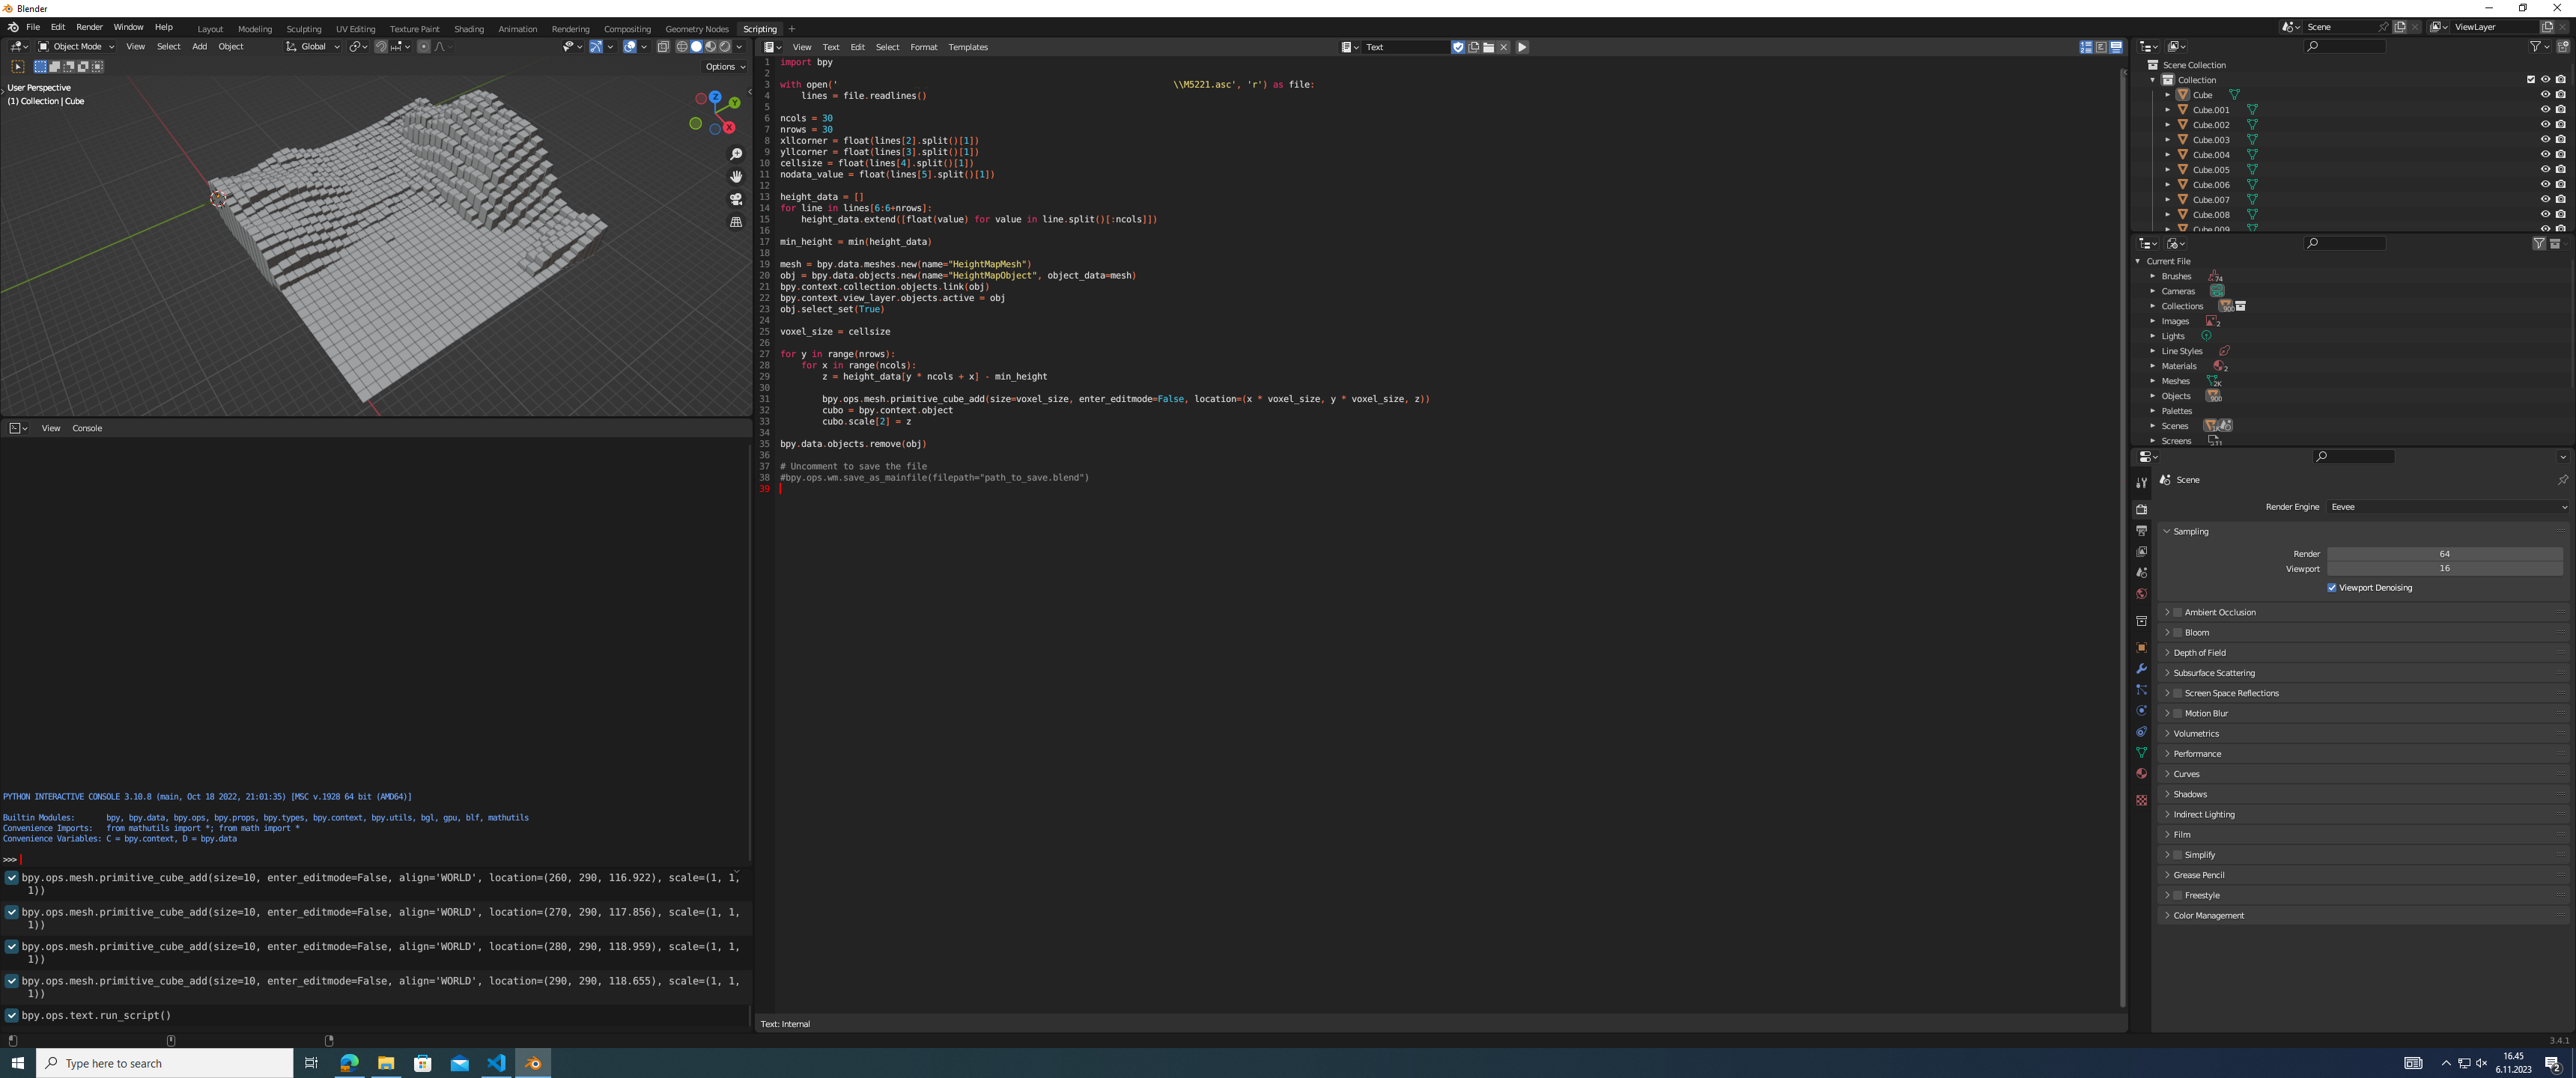 Blender
File Edit Render Window Help Layout Modeling Sculpting UV Editing Texture Paint Shading Animation Rendering Compositing Geometry Nodes Scripting + Scene ViewLayer
Object Mode View Select Add Object Global
Options
User Perspective
(1) Collection | Cube
Z
Y
X
View Text Edit Select Format Templates Text
1 import bpy
2
3 with open(' \\M5221.asc', 'r') as file:
4 lines = file.readlines()
5
6 ncols = 30
7 nrows = 30
8 xllcorner = float(lines[2].split()[1])
9 yllcorner = float(lines[3].split()[1])
10 cellsize = float(lines[4].split()[1])
11 nodata_value = float(lines[5].split()[1])
12
13 height_data = []
14 for line in lines[6:6+nrows]:
15 height_data.extend([float(value) for value in line.split()[:ncols]])
16
17 min_height = min(height_data)
18
19 mesh = bpy.data.meshes.new(name="HeightMapMesh")
20 obj = bpy.data.objects.new(name="HeightMapObject", object_data=mesh)
21 bpy.context.collection.objects.link(obj)
22 bpy.context.view_layer.objects.active = obj
23 obj.select_set(True)
24
25 voxel_size = cellsize
26
27 for y in range(nrows):
28 for x in range(ncols):
29 z = height_data[y * ncols + x] - min_height
30
31 bpy.ops.mesh.primitive_cube_add(size=voxel_size, enter_editmode=False, location=(x * voxel_size, y * voxel_size, z))
32 cubo = bpy.context.object
33 cubo.scale[2] = z
34
35 bpy.data.objects.remove(obj)
36
37 # Uncomment to save the file
38 #bpy.ops.wm.save_as_mainfile(filepath="path_to_save.blend")
39
Text: Internal
View Console
PYTHON INTERACTIVE CONSOLE 3.10.8 (main, Oct 18 2022, 21:01:35) [MSC v.1928 64 bit (AMD64)]
Builtin Modules: bpy, bpy.data, bpy.ops, bpy.props, bpy.types, bpy.context, bpy.utils, bgl, gpu, blf, mathutils
Convenience Imports: from mathutils import *; from math import *
Convenience Variables: C = bpy.context, D = bpy.data
>>>
bpy.ops.mesh.primitive_cube_add(size=10, enter_editmode=False, align='WORLD', location=(260, 290, 116.922), scale=(1, 1,
1))
bpy.ops.mesh.primitive_cube_add(size=10, enter_editmode=False, align='WORLD', location=(270, 290, 117.856), scale=(1, 1,
1))
bpy.ops.mesh.primitive_cube_add(size=10, enter_editmode=False, align='WORLD', location=(280, 290, 118.959), scale=(1, 1,
1))
bpy.ops.mesh.primitive_cube_add(size=10, enter_editmode=False, align='WORLD', location=(290, 290, 118.655), scale=(1, 1,
1))
bpy.ops.text.run_script()
Scene Collection
Collection
Cube
Cube.001
Cube.002
Cube.003
Cube.004
Cube.005
Cube.006
Cube.007
Cube.008
Cube.009
Current File
Brushes 74
Cameras
Collections 900
Images 2
Lights
Line Styles
Materials 2
Meshes 2K
Objects 900
Palettes
Scenes
Screens 11
Scene
Render Engine Eevee
Sampling
Render 64
Viewport 16
Viewport Denoising
Ambient Occlusion
Bloom
Depth of Field
Subsurface Scattering
Screen Space Reflections
Motion Blur
Volumetrics
Performance
Curves
Shadows
Indirect Lighting
Film
Simplify
Grease Pencil
Freestyle
Color Management
3.4.1
Type here to search
16.45
6.11.2023
2